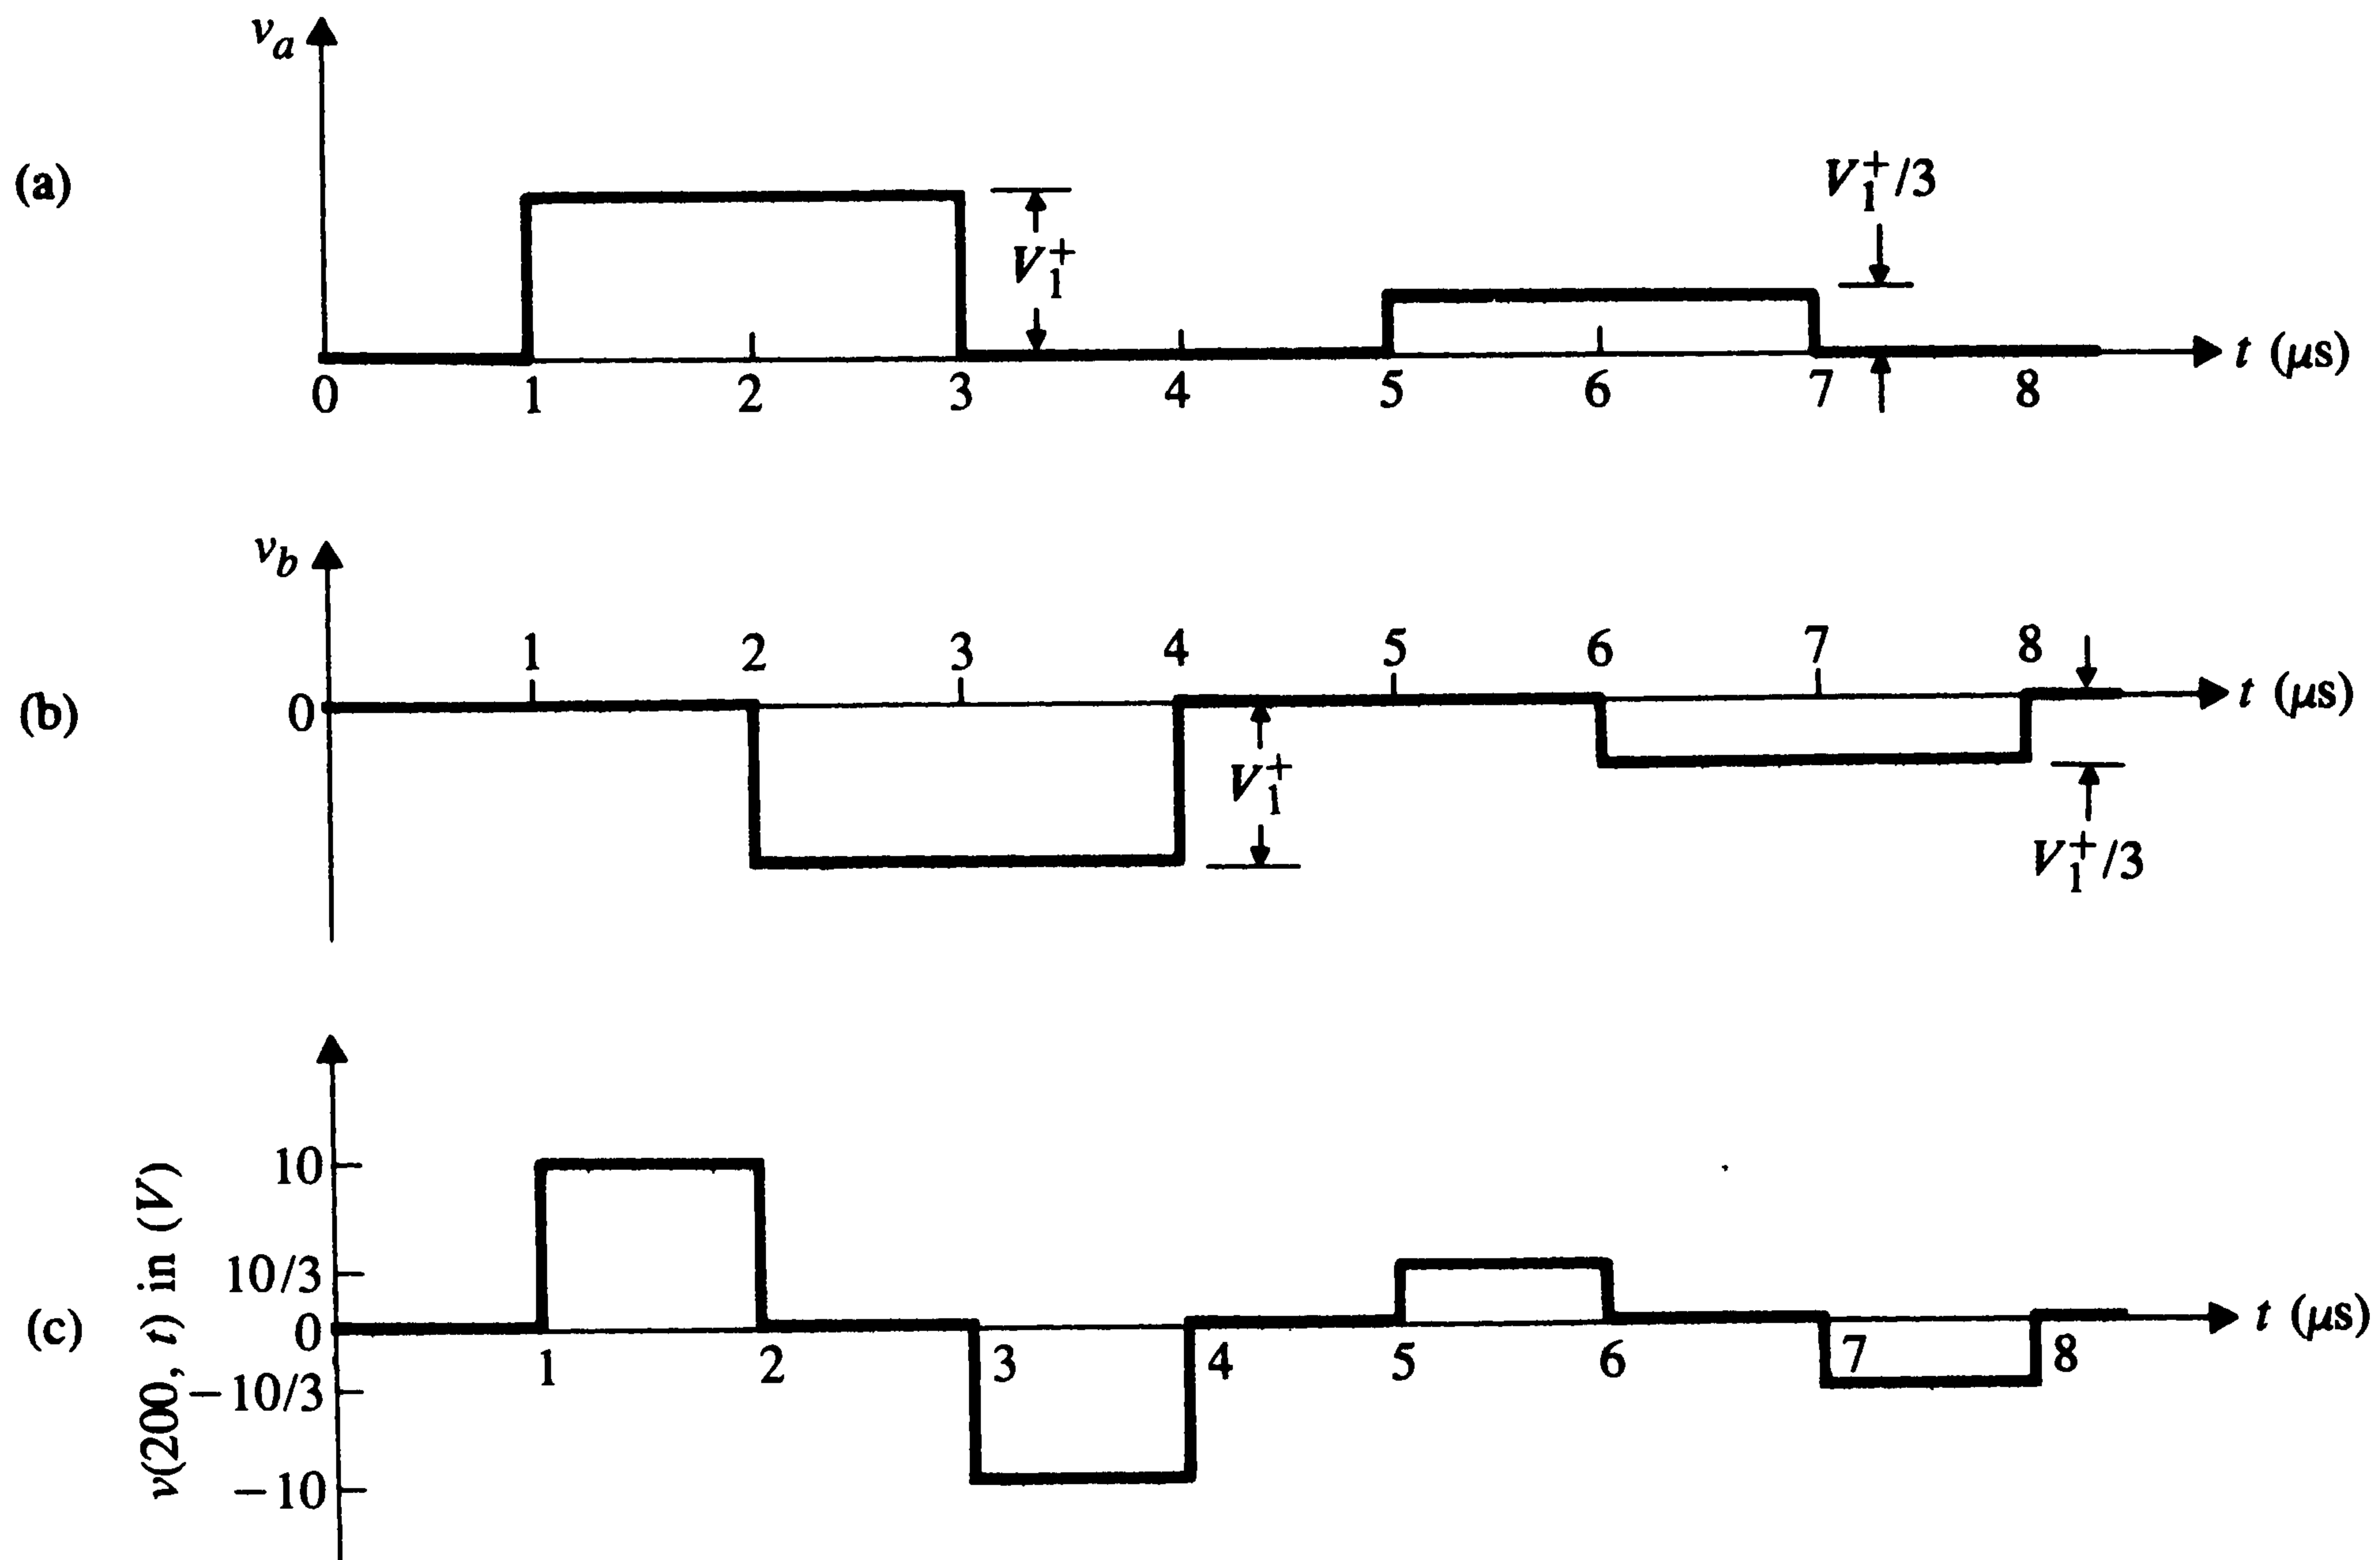 v_a
(a)
V_1^+
V_1^+/3
0 1 2 3 4 5 6 7 8
t (μs)
v_b
(b)
1 2 3 4 5 6 7 8
0
t (μs)
V_1^+
V_1^+/3
(c)
v(200, t) in (V)
10
10/3
0
−10/3
−10
1 2 3 4 5 6 7 8
t (μs)